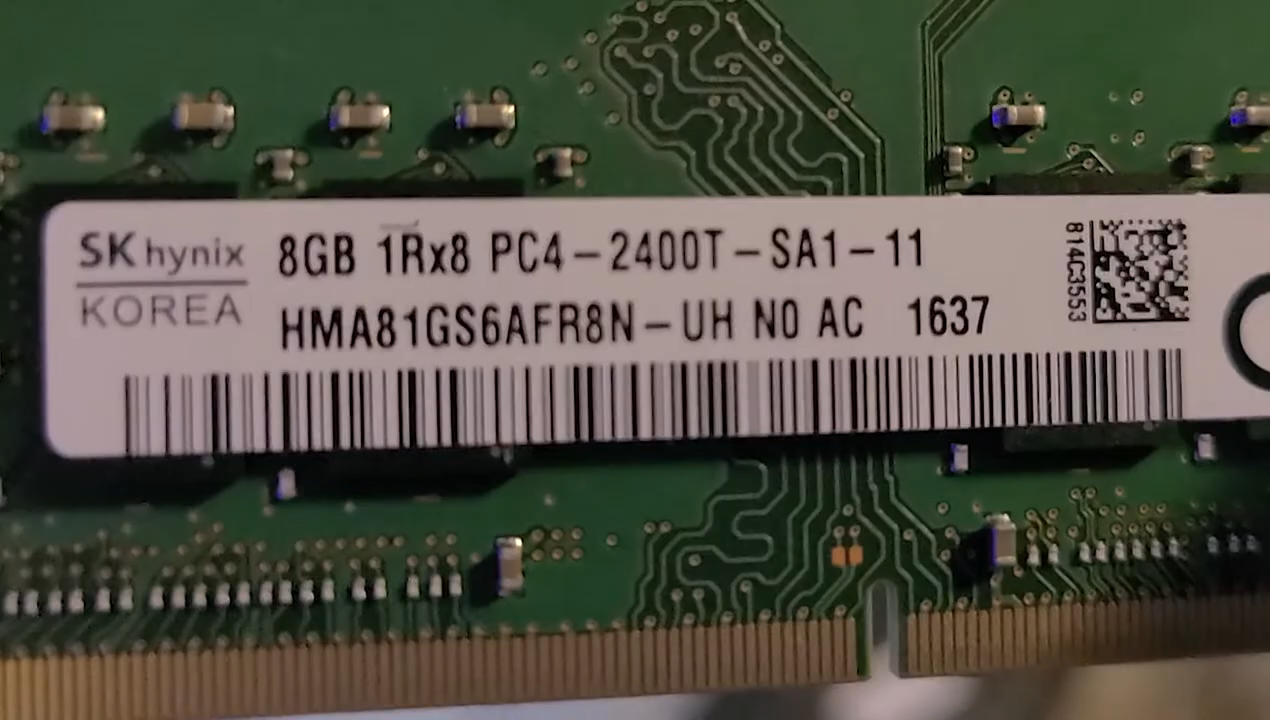 SK hynix
KOREA
8GB 1Rx8 PC4-2400T-SA1-11
HMA81GS6AFR8N-UH N0 AC 1637
814C3553